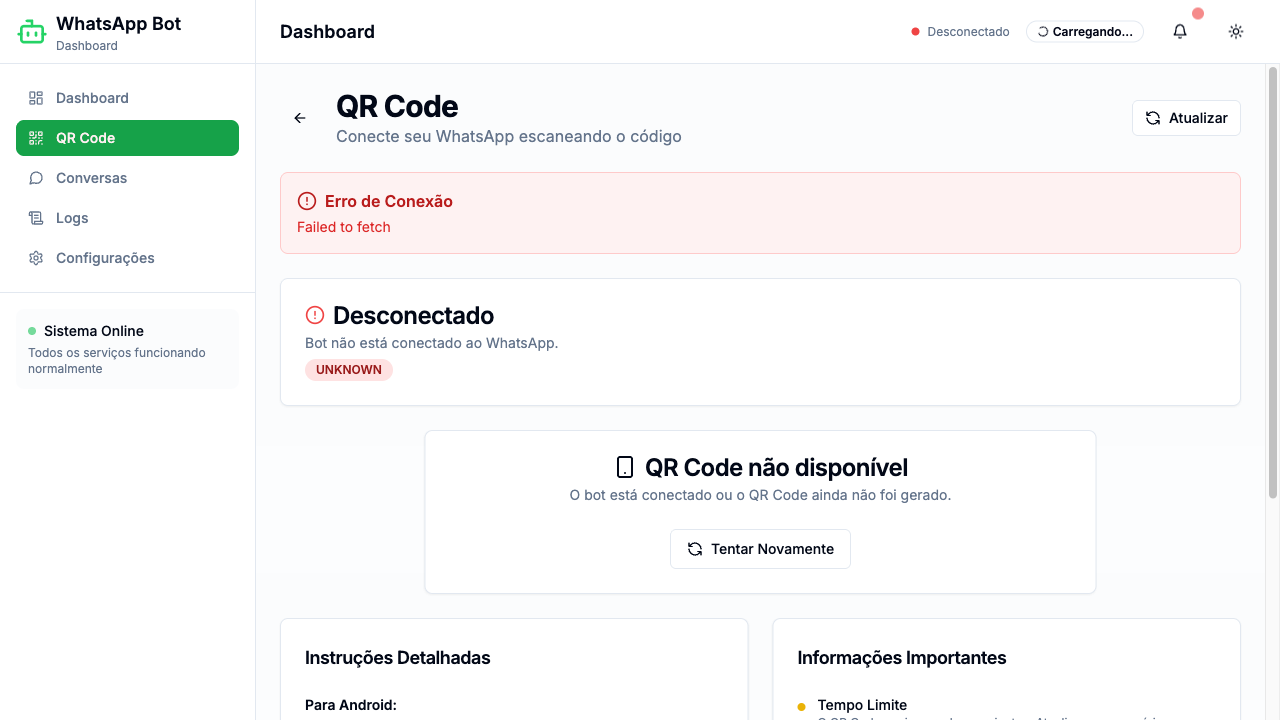 WhatsApp Bot
Dashboard
Dashboard
QR Code
Conversas
Logs
Configurações
Sistema Online
Todos os serviços funcionando
normalmente
Dashboard
Desconectado
Carregando...
QR Code
Conecte seu WhatsApp escaneando o código
Atualizar
Erro de Conexão
Failed to fetch
Desconectado
Bot não está conectado ao WhatsApp.
UNKNOWN
QR Code não disponível
O bot está conectado ou o QR Code ainda não foi gerado.
Tentar Novamente
Instruções Detalhadas
Para Android:
Informações Importantes
Tempo Limite